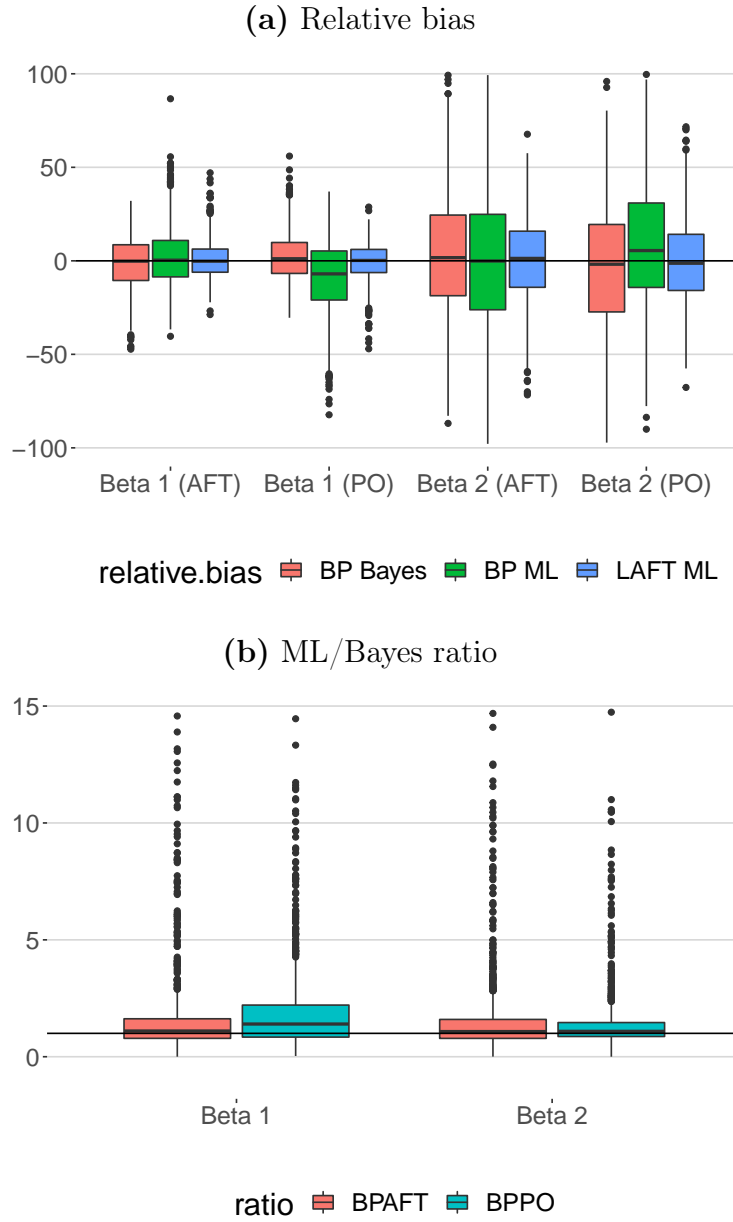 (a) Relative bias
100
50
0
−50
−100
Beta 1 (AFT) Beta 1 (PO) Beta 2 (AFT) Beta 2 (PO)
relative.bias BP Bayes BP ML LAFT ML
(b) ML/Bayes ratio
15
10
5
0
Beta 1 Beta 2
ratio BPAFT BPPO